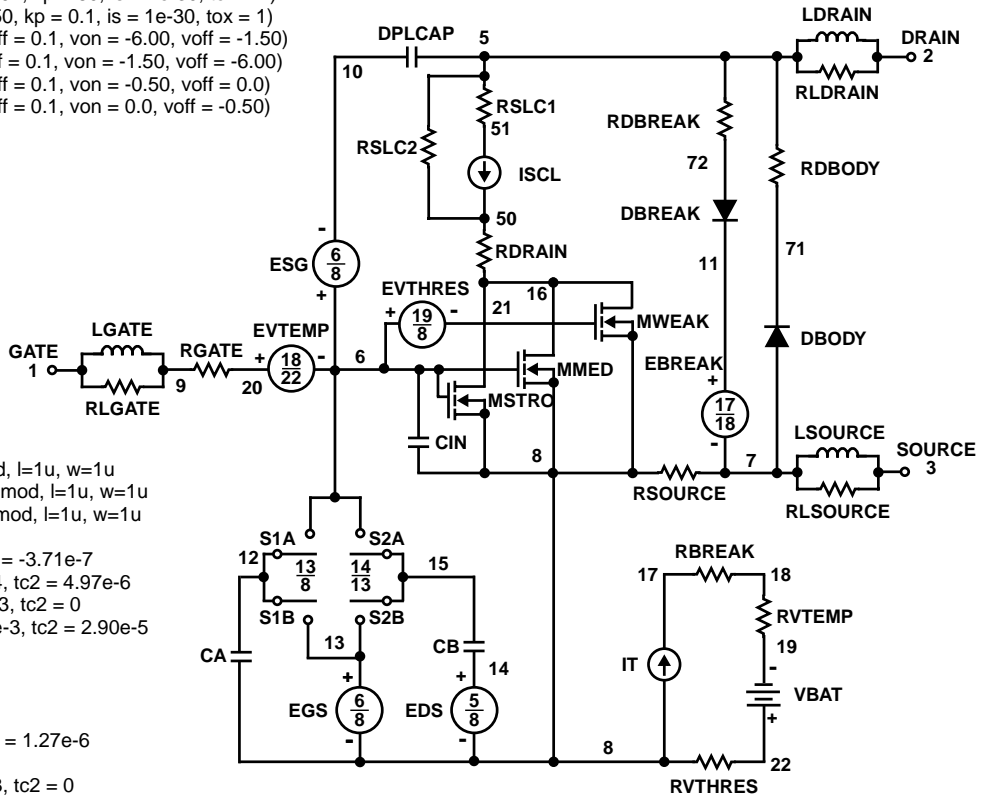 50, kp = 0.1, is = 1e-30, tox = 1)
ff = 0.1, von = -6.00, voff = -1.50)
f = 0.1, von = -1.50, voff = -6.00)
ff = 0.1, von = -0.50, voff = 0.0)
ff = 0.1, von = 0.0, voff = -0.50)
DPLCAP
5
10
LDRAIN
DRAIN
2
RLDRAIN
RSLC1
51
RSLC2
ISCL
50
RDRAIN
RDBREAK
72
DBREAK
11
RDBODY
71
DBODY
-
ESG
6
8
+
EVTHRES
+
19
8
-
21
16
MWEAK
MMED
MSTRO
EBREAK
+
17
18
-
LGATE
GATE
1
RLGATE
9
RGATE
20
EVTEMP
+
18
22
-
6
CIN
8
RSOURCE
7
LSOURCE
SOURCE
3
RLSOURCE
d, l=1u, w=1u
mod, l=1u, w=1u
mod, l=1u, w=1u
= -3.71e-7
, tc2 = 4.97e-6
3, tc2 = 0
e-3, tc2 = 2.90e-5
S1A
S2A
12
13
8
14
13
15
S1B
S2B
13
CA
CB
14
+
EGS
6
8
-
+
EDS
5
8
-
RBREAK
17
18
RVTEMP
19
IT
-
VBAT
+
8
22
RVTHRES
= 1.27e-6
, tc2 = 0